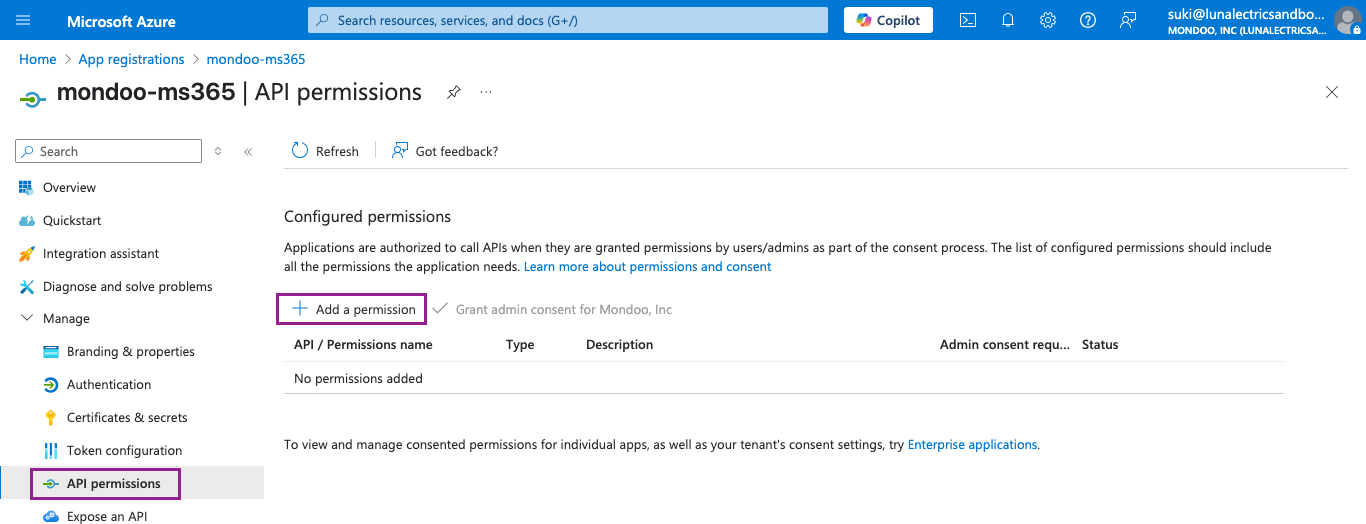 Microsoft Azure
Search resources, services, and docs (G+/)
Copilot
suki@lunalectricsandbo...
MONDOO, INC (LUNALECTRICSA...
Home > App registrations > mondoo-ms365
mondoo-ms365 | API permissions
Search
Refresh
Got feedback?
Overview
Quickstart
Integration assistant
Diagnose and solve problems
Manage
Branding & properties
Authentication
Certificates & secrets
Token configuration
API permissions
Expose an API
Configured permissions
Applications are authorized to call APIs when they are granted permissions by users/admins as part of the consent process. The list of configured permissions should include
all the permissions the application needs. Learn more about permissions and consent
Add a permission
Grant admin consent for Mondoo, Inc
API / Permissions name Type Description Admin consent requ... Status
No permissions added
To view and manage consented permissions for individual apps, as well as your tenant's consent settings, try Enterprise applications.